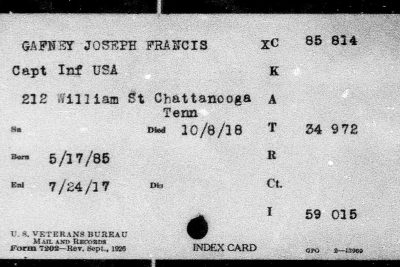 GAFNEY JOSEPH FRANCIS XC 85 814
Capt Inf USA K
212 William St Chattanooga A
Tenn
Sn Died 10/8/18 T 34 972
Born 5/17/85 R
Enl 7/24/17 Dis Ct.
I 59 015
U. S. VETERANS BUREAU
MAIL AND RECORDS
Form 7202—Rev. Sept., 1926 INDEX CARD GPO